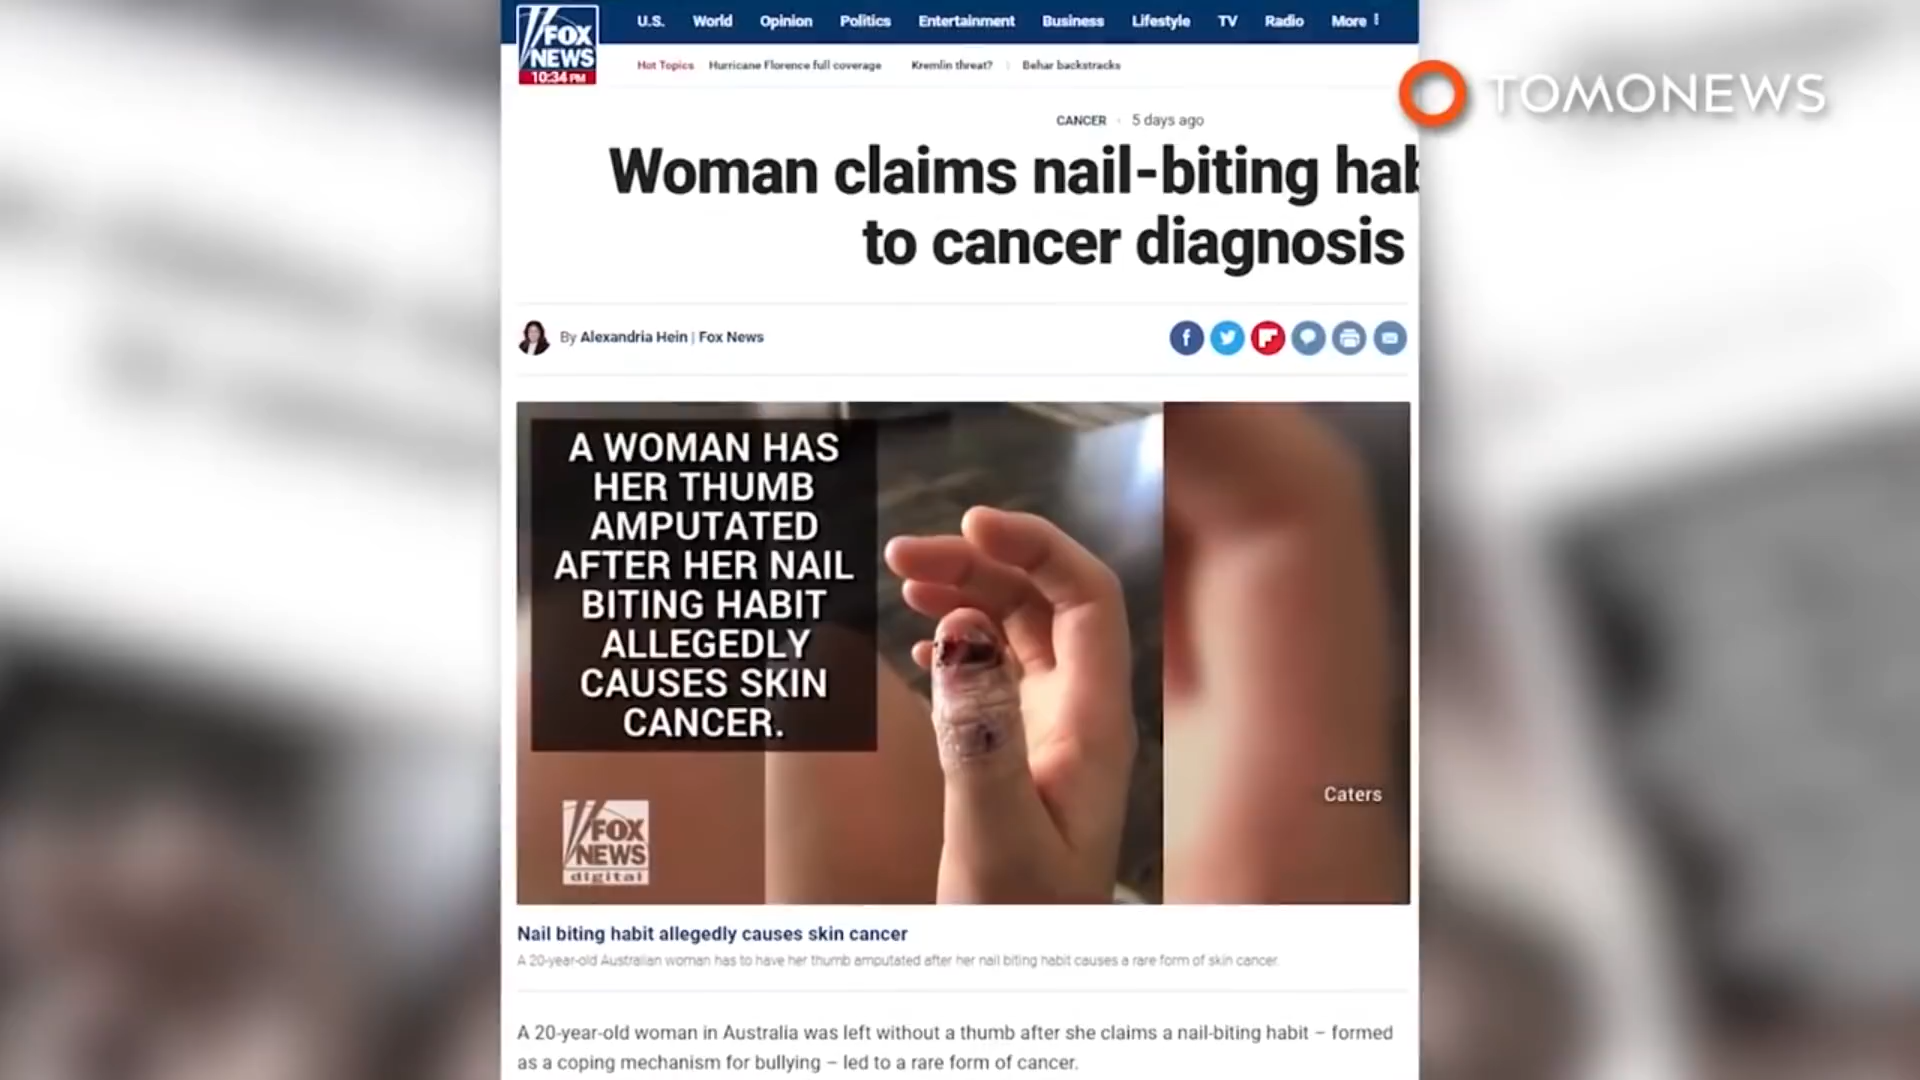 FOX
NEWS
10:34 PM
U.S. World Opinion Politics Entertainment Business Lifestyle TV Radio More
Hot Topics Hurricane Florence full coverage Kremlin threat? Behar backstracks
TOMONEWS
CANCER · 5 days ago
Woman claims nail-biting hab
to cancer diagnosis
By Alexandria Hein | Fox News
A WOMAN HAS
HER THUMB
AMPUTATED
AFTER HER NAIL
BITING HABIT
ALLEGEDLY
CAUSES SKIN
CANCER.
Caters
FOX
NEWS
digital
Nail biting habit allegedly causes skin cancer
A 20-year-old Australian woman has to have her thumb amputated after her nail biting habit causes a rare form of skin cancer.
A 20-year-old woman in Australia was left without a thumb after she claims a nail-biting habit – formed
as a coping mechanism for bullying – led to a rare form of cancer.